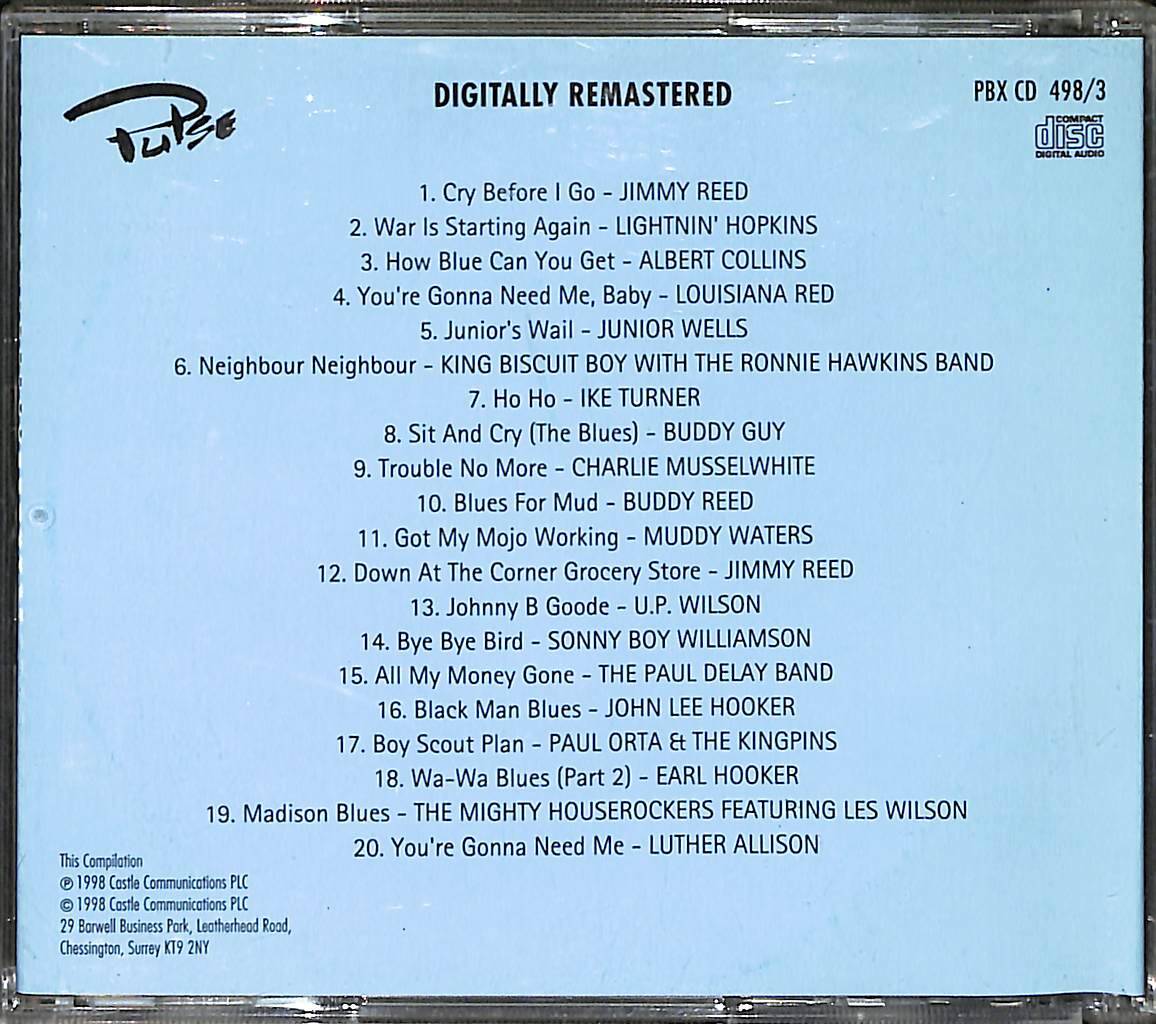 Pulse
DIGITALLY REMASTERED
PBX CD 498/3
COMPACT
disc
DIGITAL AUDIO
1. Cry Before I Go - JIMMY REED
2. War Is Starting Again - LIGHTNIN' HOPKINS
3. How Blue Can You Get - ALBERT COLLINS
4. You're Gonna Need Me, Baby - LOUISIANA RED
5. Junior's Wail - JUNIOR WELLS
6. Neighbour Neighbour - KING BISCUIT BOY WITH THE RONNIE HAWKINS BAND
7. Ho Ho - IKE TURNER
8. Sit And Cry (The Blues) - BUDDY GUY
9. Trouble No More - CHARLIE MUSSELWHITE
10. Blues For Mud - BUDDY REED
11. Got My Mojo Working - MUDDY WATERS
12. Down At The Corner Grocery Store - JIMMY REED
13. Johnny B Goode - U.P. WILSON
14. Bye Bye Bird - SONNY BOY WILLIAMSON
15. All My Money Gone - THE PAUL DELAY BAND
16. Black Man Blues - JOHN LEE HOOKER
17. Boy Scout Plan - PAUL ORTA & THE KINGPINS
18. Wa-Wa Blues (Part 2) - EARL HOOKER
19. Madison Blues - THE MIGHTY HOUSEROCKERS FEATURING LES WILSON
20. You're Gonna Need Me - LUTHER ALLISON
This Compilation
℗ 1998 Castle Communications PLC
© 1998 Castle Communications PLC
29 Barwell Business Park, Leatherhead Road,
Chessington, Surrey KT9 2NY